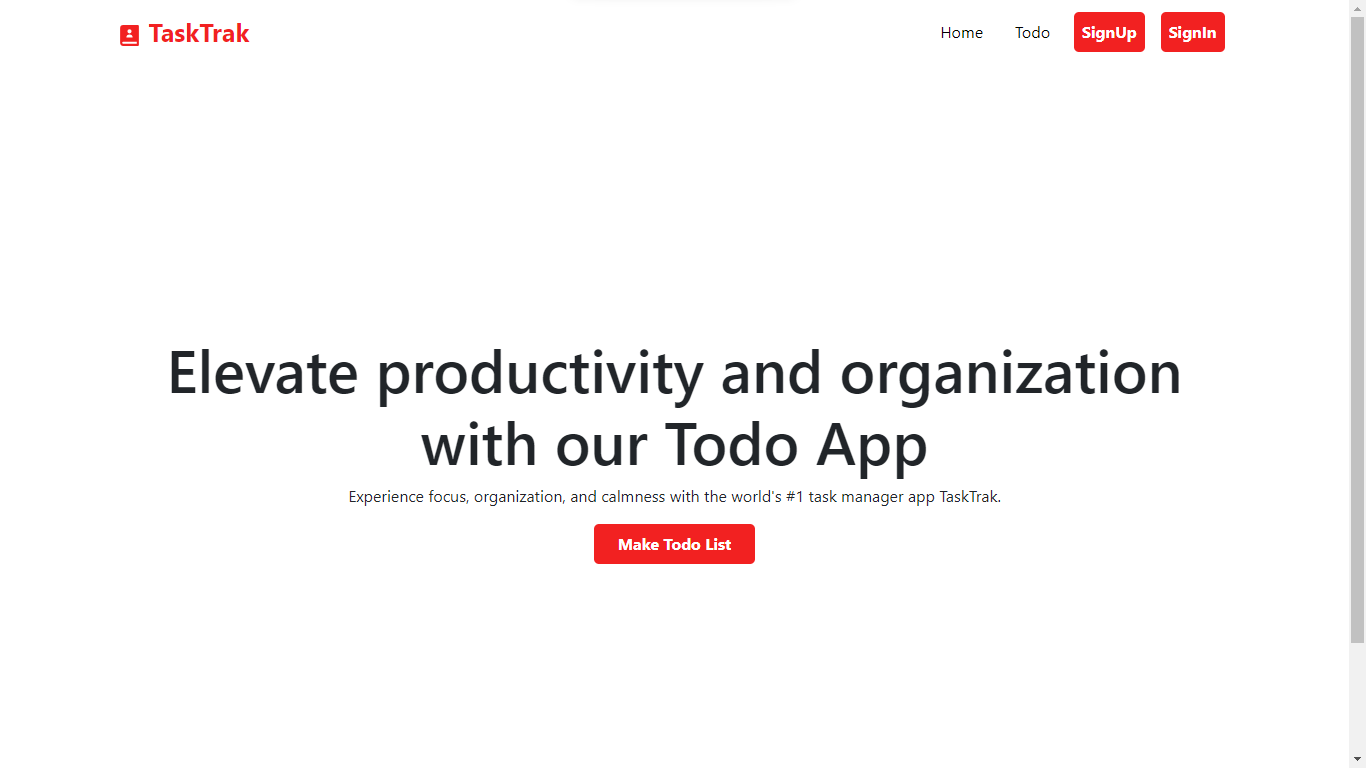 TaskTrak
Home
Todo
SignUp
SignIn
Elevate productivity and organization
with our Todo App
Experience focus, organization, and calmness with the world's #1 task manager app TaskTrak.
Make Todo List